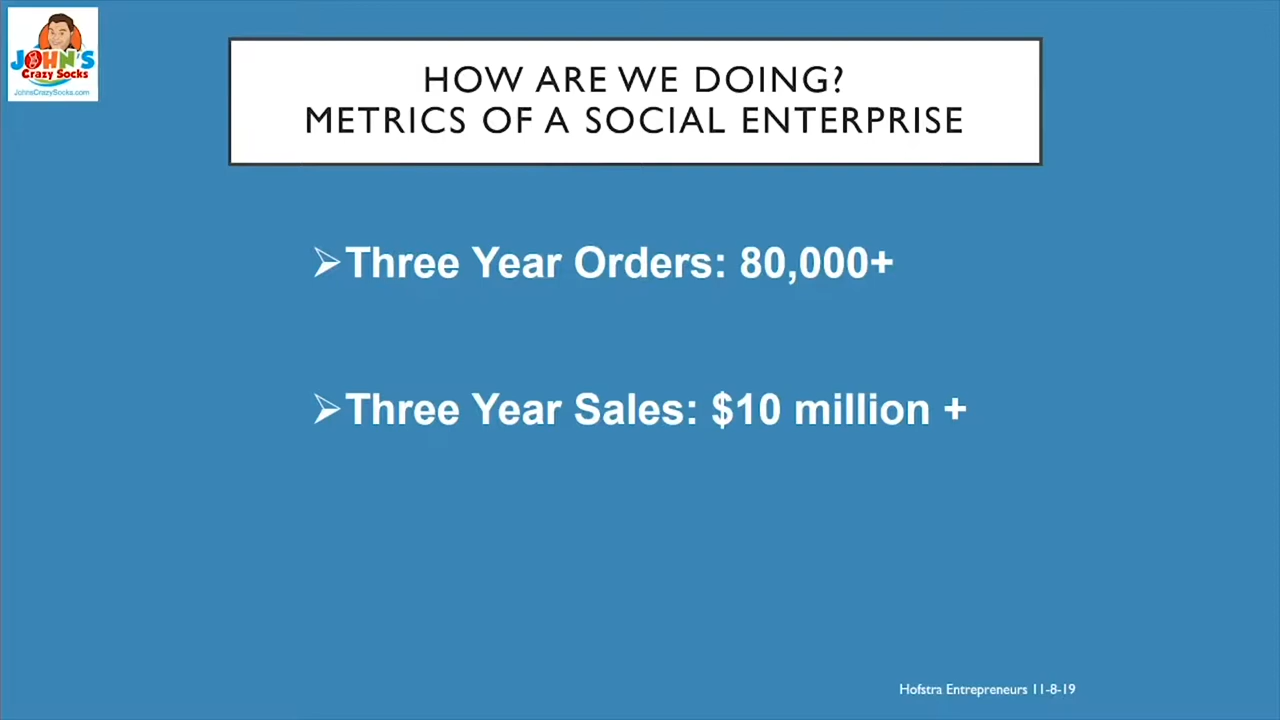 JOHN'S
Crazy Socks
JohnsCrazySocks.com
HOW ARE WE DOING?
METRICS OF A SOCIAL ENTERPRISE
➢Three Year Orders: 80,000+
➢Three Year Sales: $10 million +
Hofstra Entrepreneurs 11-8-19